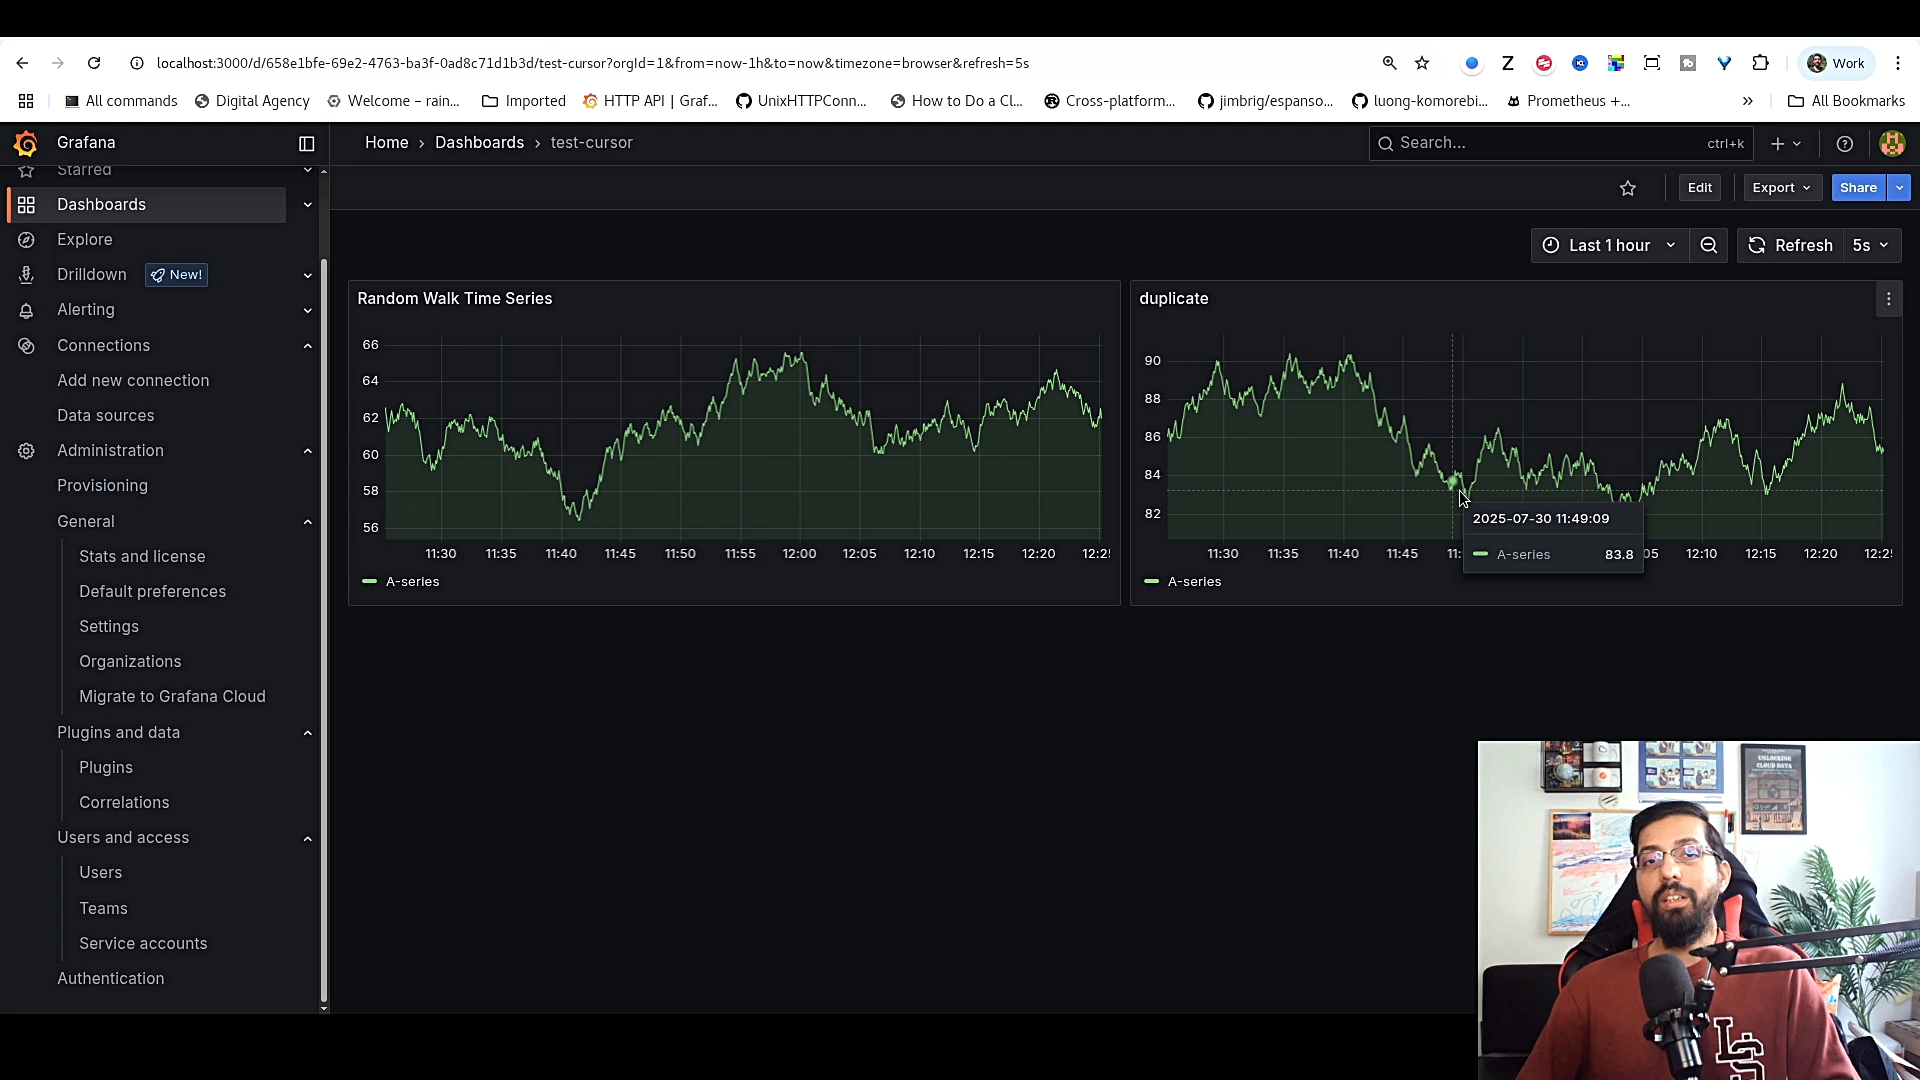 localhost:3000/d/658e1bfe-69e2-4763-ba3f-0ad8c71d1b3d/test-cursor?orgId=1&from=now-1h&to=now&timezone=browser&refresh=5s
Work
All commands
Digital Agency
Welcome – rain...
Imported
HTTP API | Graf...
UnixHTTPConn...
How to Do a Cl...
Cross-platform...
jimbrig/espanso...
luong-komorebi...
Prometheus +...
All Bookmarks
Grafana
Home › Dashboards › test-cursor
Search...
ctrl+k
Starred
Dashboards
Explore
Drilldown
New!
Alerting
Connections
Add new connection
Data sources
Administration
Provisioning
General
Stats and license
Default preferences
Settings
Organizations
Migrate to Grafana Cloud
Plugins and data
Plugins
Correlations
Users and access
Users
Teams
Service accounts
Authentication
Edit
Export
Share
Last 1 hour
Refresh
5s
Random Walk Time Series
66
64
62
60
58
56
11:30 11:35 11:40 11:45 11:50 11:55 12:00 12:05 12:10 12:15 12:20
A-series
duplicate
90
88
86
84
82
11:30 11:35 11:40 11:45
12:10 12:15 12:20
A-series
2025-07-30 11:49:09
A-series 83.8
UNLOCKING
CLOUD DATA